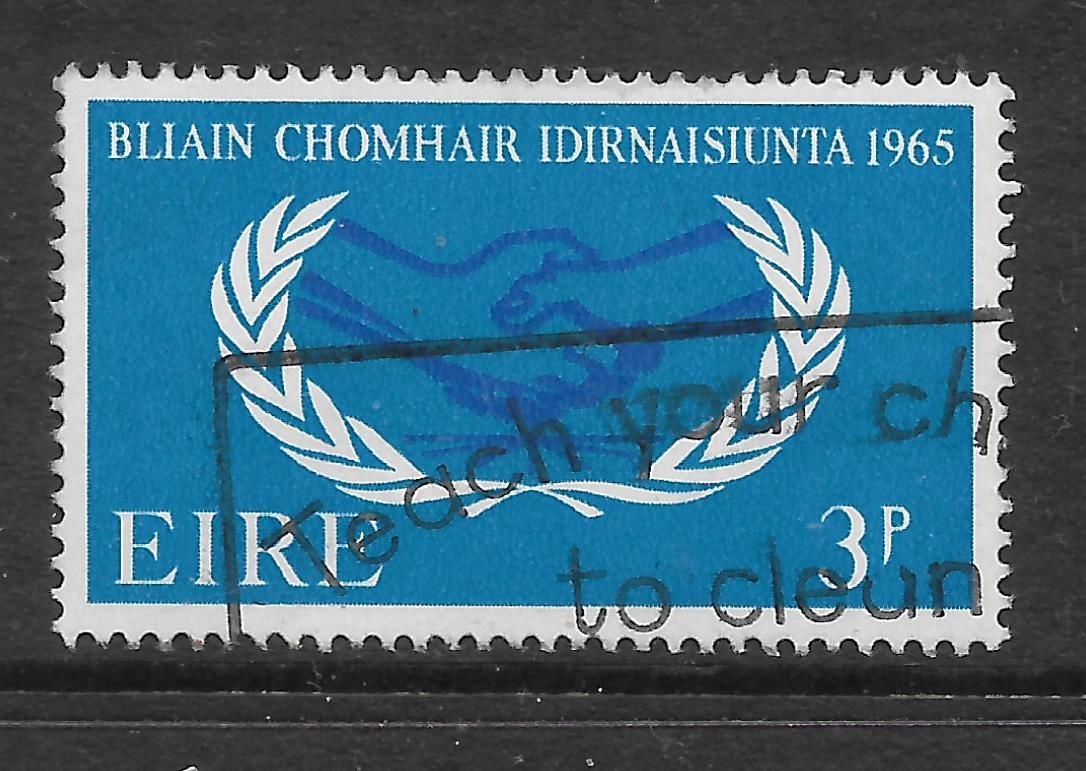 BLIAIN CHOMHAIR IDIRNAISIUNTA 1965
Teach your ch
to clean
EIRE 3P